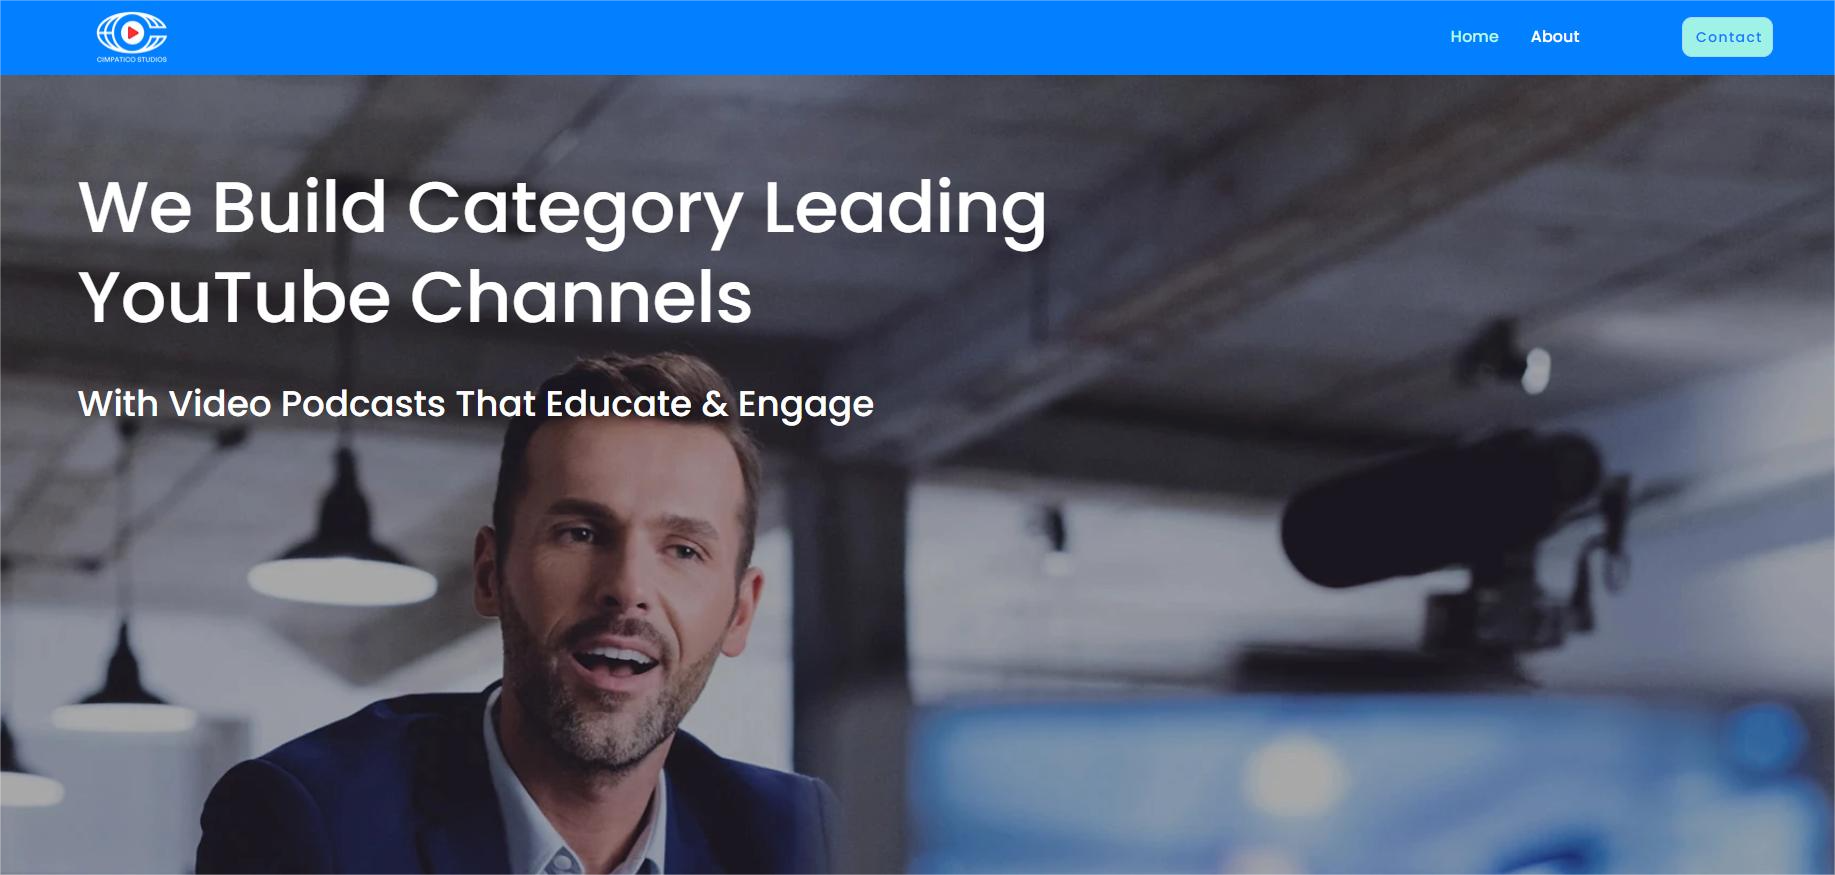 CIMPATICO STUDIOS
Home
About
Contact
We Build Category Leading
YouTube Channels
With Video Podcasts That Educate & Engage